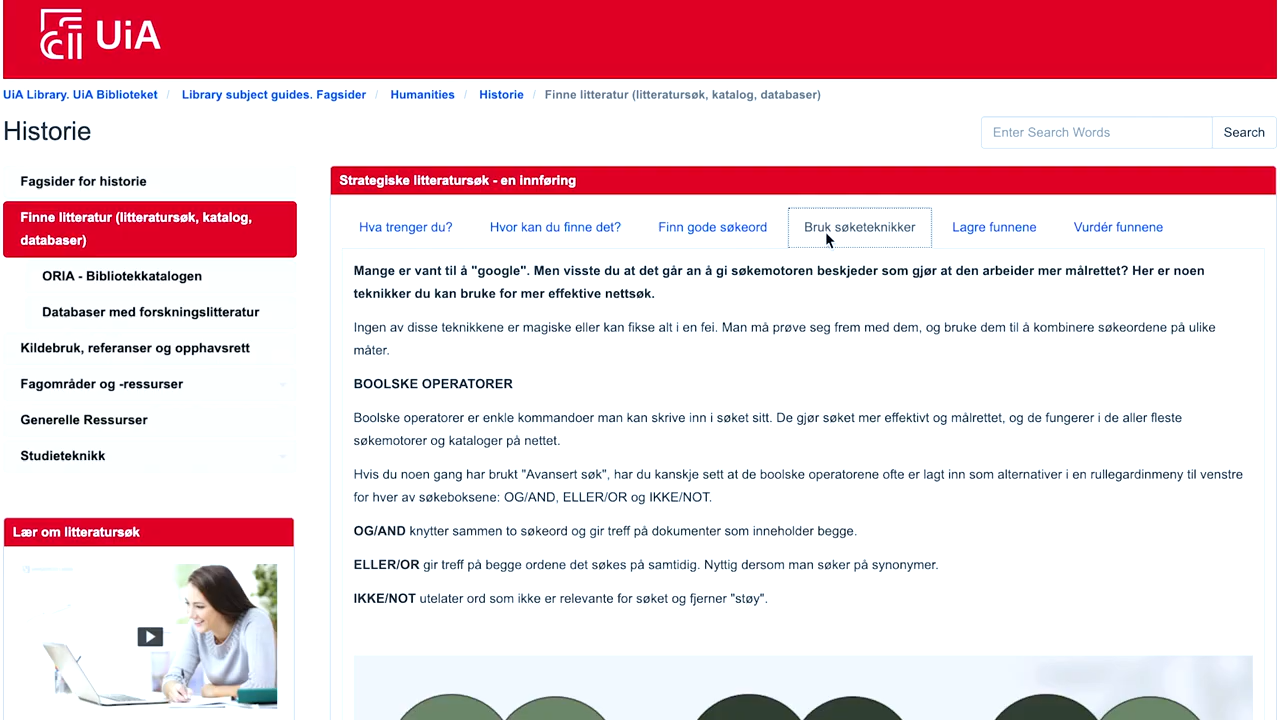 UiA
UiA Library. UiA Biblioteket / Library subject guides. Fagsider / Humanities / Historie / Finne litteratur (litteratursøk, katalog, databaser)
Historie
Enter Search Words
Search
Fagsider for historie
Finne litteratur (litteratursøk, katalog,
databaser)
ORIA - Bibliotekkatalogen
Databaser med forskningslitteratur
Kildebruk, referanser og opphavsrett
Fagområder og -ressurser
Generelle Ressurser
Studieteknikk
Lær om litteratursøk
Strategiske litteratursøk - en innføring
Hva trenger du?
Hvor kan du finne det?
Finn gode søkeord
Bruk søketeknikker
Lagre funnene
Vurdér funnene
Mange er vant til å "google". Men visste du at det går an å gi søkemotoren beskjeder som gjør at den arbeider mer målrettet? Her er noen
teknikker du kan bruke for mer effektive nettsøk.
Ingen av disse teknikkene er magiske eller kan fikse alt i en fei. Man må prøve seg frem med dem, og bruke dem til å kombinere søkeordene på ulike
måter.
BOOLSKE OPERATORER
Boolske operatorer er enkle kommandoer man kan skrive inn i søket sitt. De gjør søket mer effektivt og målrettet, og de fungerer i de aller fleste
søkemotorer og kataloger på nettet.
Hvis du noen gang har brukt "Avansert søk", har du kanskje sett at de boolske operatorene ofte er lagt inn som alternativer i en rullegardinmeny til venstre
for hver av søkeboksene: OG/AND, ELLER/OR og IKKE/NOT.
OG/AND knytter sammen to søkeord og gir treff på dokumenter som inneholder begge.
ELLER/OR gir treff på begge ordene det søkes på samtidig. Nyttig dersom man søker på synonymer.
IKKE/NOT utelater ord som ikke er relevante for søket og fjerner "støy".